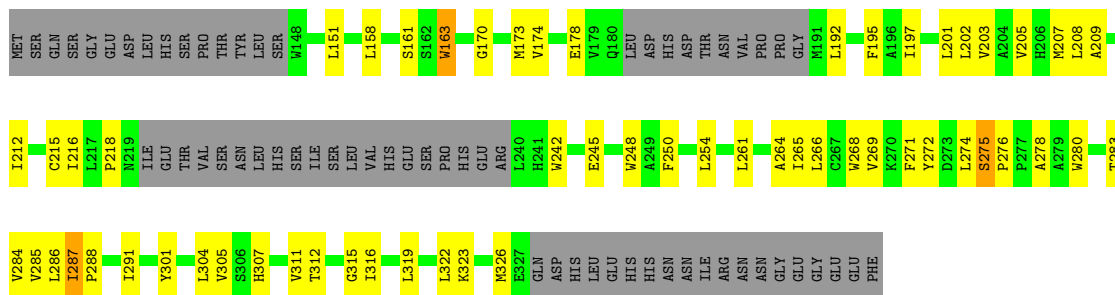 MET SER GLN SER GLY GLU ASP LEU HIS SER PRO THR TYR LEU SER W148 L151 L158 S161 S162 W163 G170 M173 V174 E178 V179 Q180 LEU ASP HIS ASP THR ASN VAL PRO PRO GLY M191 L192 F195 A196 I197 L201 L202 V203 A204 V205 H206 M207 L208 A209
I212 C215 I216 L217 P218 N219 ILE GLU THR VAL SER ASN LEU HIS SER ILE SER LEU VAL HIS GLU SER PRO HIS GLU ARG L240 H241 W242 E245 W248 A249 F250 L254 L261 A264 I265 L266 C267 W268 V269 K270 F271 Y272 D273 L274 S275 P276 P277 A278 A279 W280 T283
V284 V285 L286 I287 P288 I291 Y301 L304 V305 S306 H307 V311 T312 G315 I316 L319 L322 K323 M326 E327 GLN ASP HIS LEU GLU HIS HIS ASN ASN ILE ARG ASN ASN GLY GLU GLY GLU GLU PHE